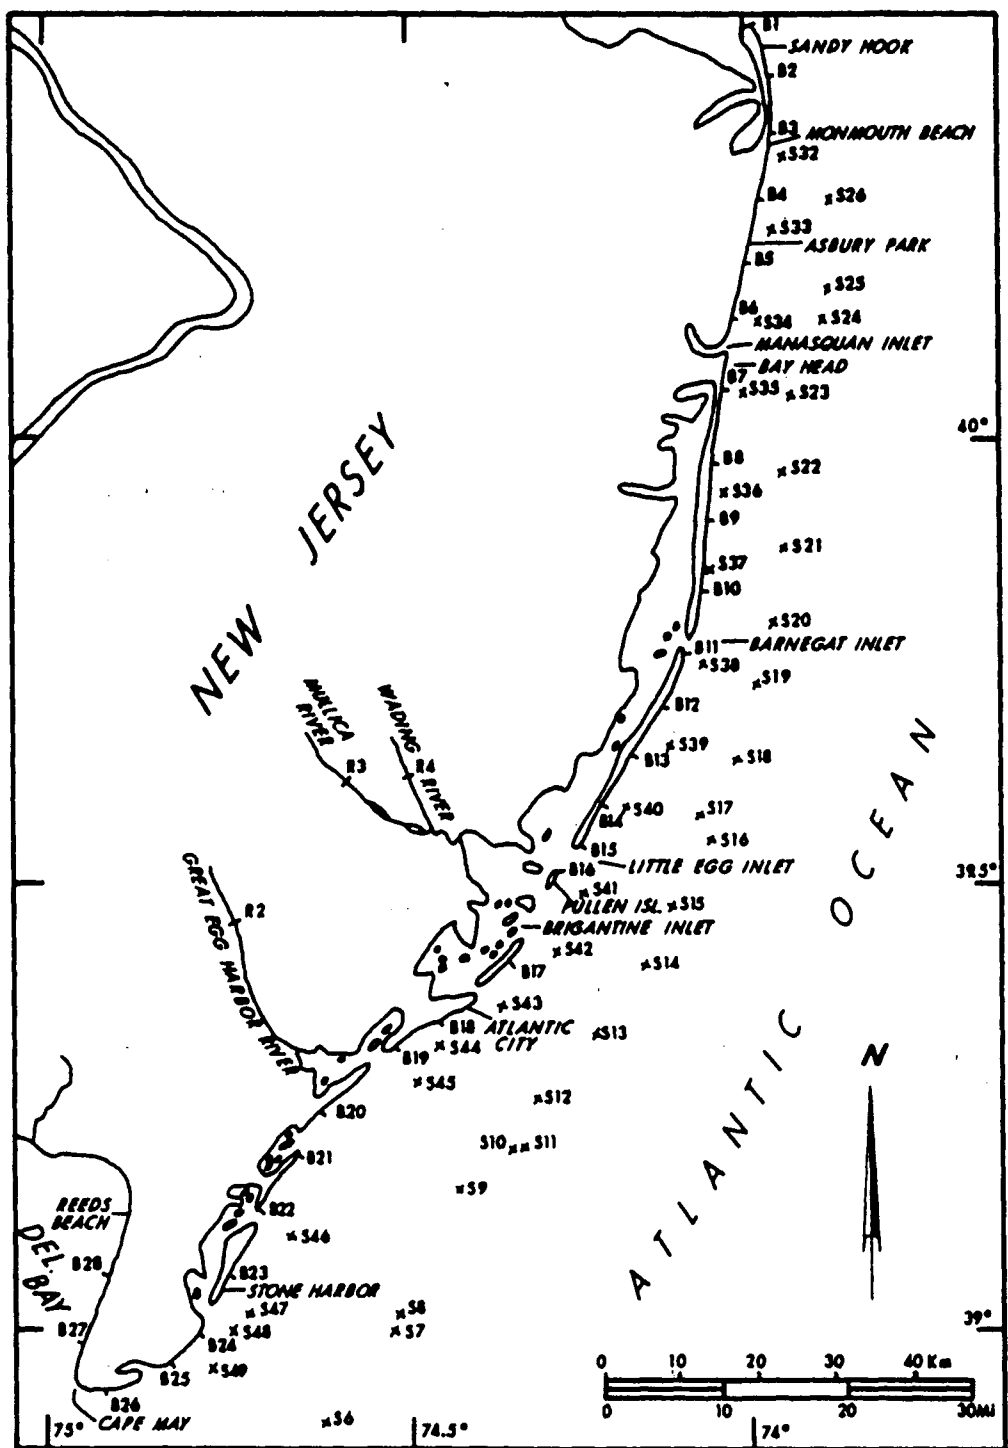 B1
SANDY HOOK
B2
B3
MONMOUTH BEACH
S32
B4
S26
S33
ASBURY PARK
B5
S25
B6
S34
S24
MANASQUAN INLET
BAY HEAD
B7
S35
S23
40°
B8
S22
S36
B9
S21
S37
B10
S20
B11
BARNEGAT INLET
S38
S19
B12
NEW JERSEY
MULLICA
RIVER
R3
WADING
RIVER
R4
S39
B13
S18
B14
S40
S17
S16
B15
B16
LITTLE EGG INLET
S41
PULLEN ISL.
S15
39.5°
BRIGANTINE INLET
S42
B17
S14
GREAT EGG HARBOR RIVER
R2
S43
B18
ATLANTIC
CITY
S13
B19
S44
S45
S12
B20
S10
S11
B21
S9
B22
S46
REEDS
BEACH
DEL.
BAY
B28
B23
STONE HARBOR
S47
S8
B27
B24
S48
S7
39°
B25
S49
B26
CAPE MAY
S6
ATLANTIC OCEAN
N
0 10 20 30 40 Km
0 10 20 30Mi
75°
74.5°
74°